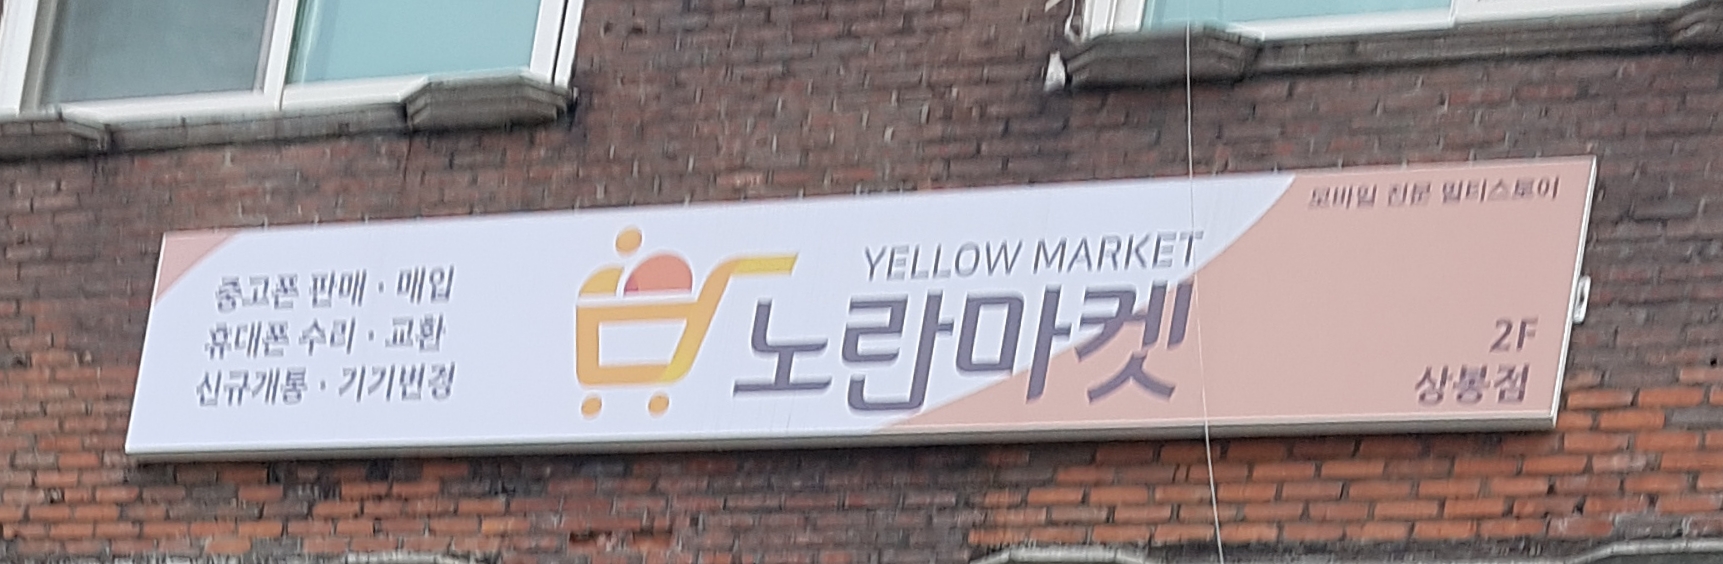 중고폰 판매 · 매입
휴대폰 수리 · 교환
신규개통 · 기기변경
YELLOW MARKET
노란마켓
모바일 전문 멀티스토어
2F
상봉점